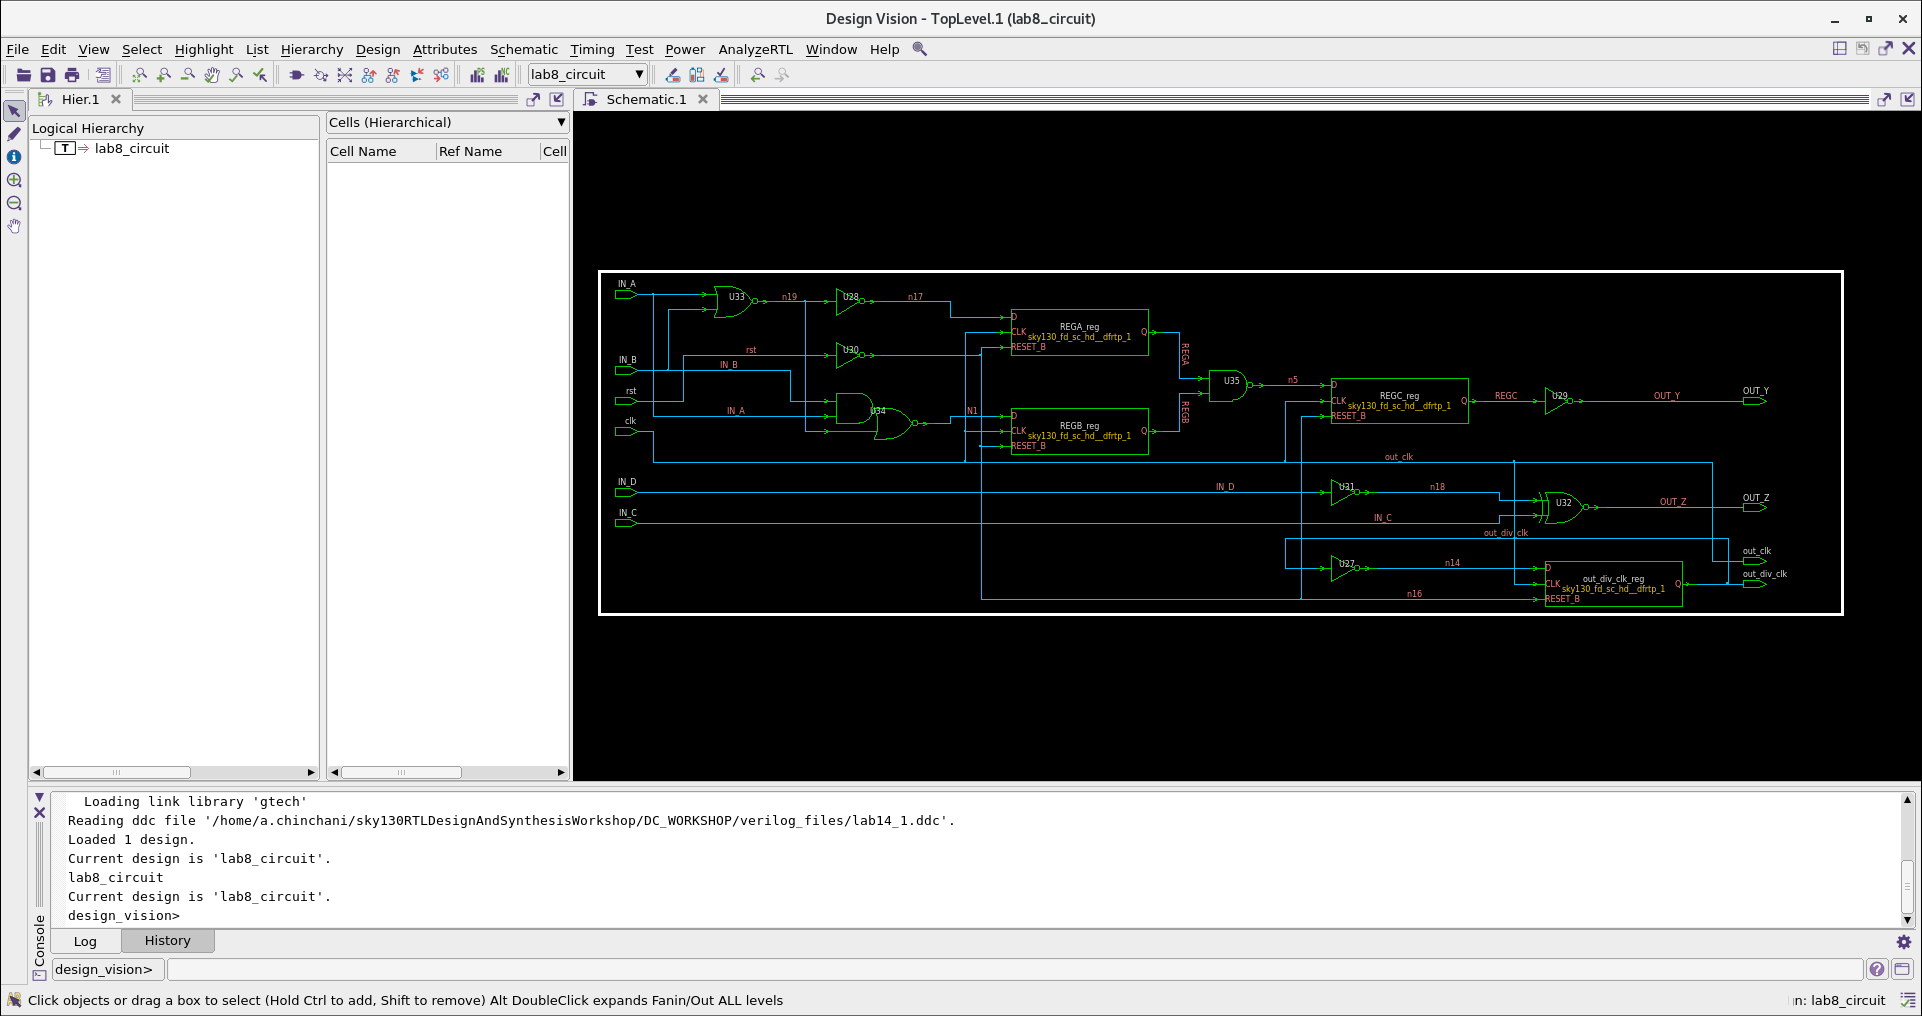 Design Vision - TopLevel.1 (lab8_circuit)
File Edit View Select Highlight List Hierarchy Design Attributes Schematic Timing Test Power AnalyzeRTL Window Help
lab8_circuit
Hier.1
Schematic.1
Logical Hierarchy
T lab8_circuit
Cells (Hierarchical)
Cell Name Ref Name Cell
IN_A
U33
n19
U28
n17
D
REGA_reg
CLK
sky130_fd_sc_hd__dfrtp_1
Q
RESET_B
rst
U30
IN_B
IN_B
REGA
rst
IN_A
U34
N1
D
REGB_reg
CLK
sky130_fd_sc_hd__dfrtp_1
Q
RESET_B
REGB
U35
n5
D
REGC_reg
CLK
sky130_fd_sc_hd__dfrtp_1
Q
RESET_B
REGC
U29
OUT_Y
OUT_Y
clk
out_clk
IN_D
IN_D
U31
n18
U32
OUT_Z
OUT_Z
IN_C
IN_C
out_div_clk
out_clk
U27
n14
D
out_div_clk_reg
CLK
sky130_fd_sc_hd__dfrtp_1
Q
RESET_B
out_div_clk
n16
Loading link library 'gtech'
Reading ddc file '/home/a.chinchani/sky130RTLDesignAndSynthesisWorkshop/DC_WORKSHOP/verilog_files/lab14_1.ddc'.
Loaded 1 design.
Current design is 'lab8_circuit'.
lab8_circuit
Current design is 'lab8_circuit'.
design_vision>
Console
Log History
design_vision>
Click objects or drag a box to select (Hold Ctrl to add, Shift to remove) Alt DoubleClick expands Fanin/Out ALL levels
n: lab8_circuit